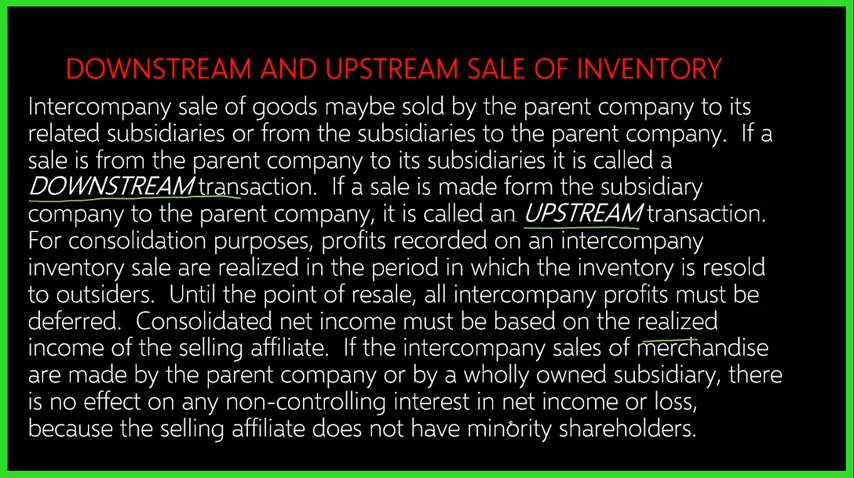 DOWNSTREAM AND UPSTREAM SALE OF INVENTORY
Intercompany sale of goods maybe sold by the parent company to its
related subsidiaries or from the subsidiaries to the parent company.  If a
sale is from the parent company to its subsidiaries it is called a
DOWNSTREAM transaction.  If a sale is made form the subsidiary
company to the parent company, it is called an UPSTREAM transaction.
For consolidation purposes, profits recorded on an intercompany
inventory sale are realized in the period in which the inventory is resold
to outsiders.  Until the point of resale, all intercompany profits must be
deferred.  Consolidated net income must be based on the realized
income of the selling affiliate.  If the intercompany sales of merchandise
are made by the parent company or by a wholly owned subsidiary, there
is no effect on any non-controlling interest in net income or loss,
because the selling affiliate does not have minority shareholders.